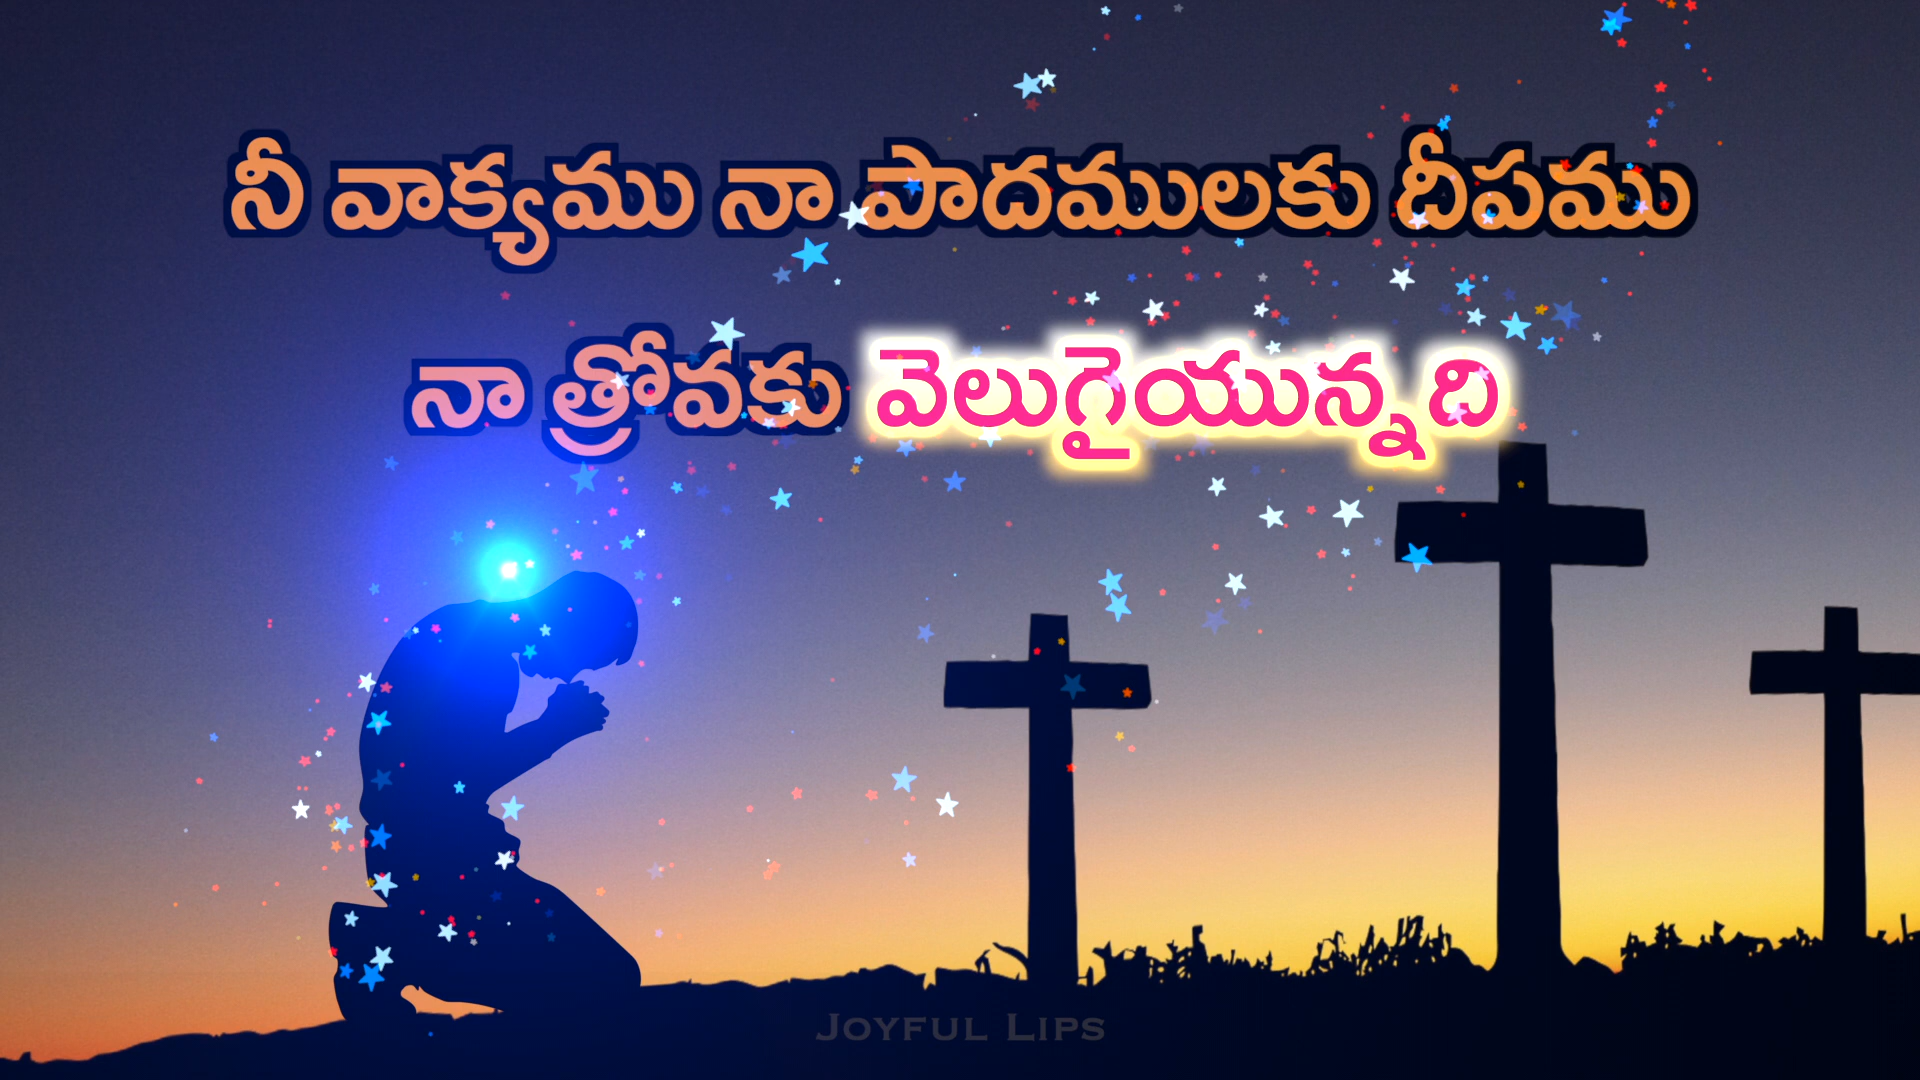 నీ వాక్యము నా పాదములకు దీపము
నా త్రోవకు వెలుగైయున్నది
Joyful Lips